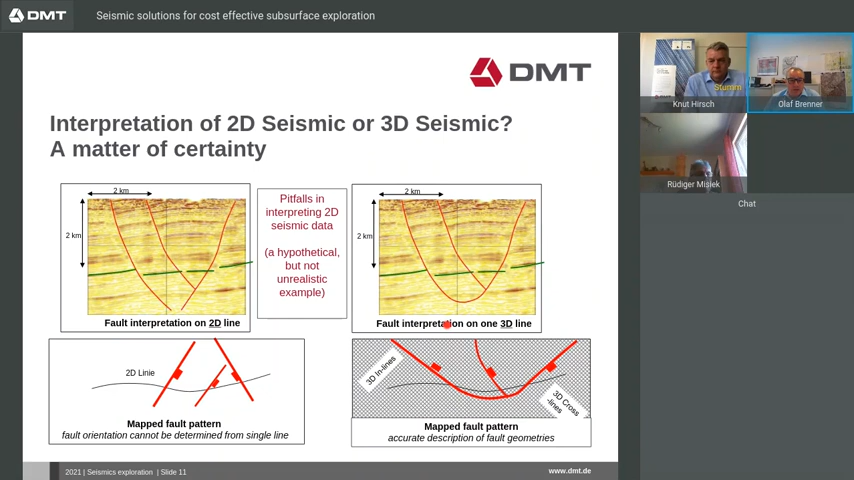 DMT
Seismic solutions for cost effective subsurface exploration
DMT
Interpretation of 2D Seismic or 3D Seismic?
A matter of certainty
2 km
2 km
Fault interpretation on 2D line
Pitfalls in
interpreting 2D
seismic data
(a hypothetical,
but not
unrealistic
example)
2 km
2 km
Fault interpretation on one 3D line
2D Linie
Mapped fault pattern
fault orientation cannot be determined from single line
3D In-lines
3D Cross
-lines
Mapped fault pattern
accurate description of fault geometries
2021 | Seismics exploration | Slide 11
www.dmt.de
Sturmm
Knut Hirsch
Olaf Brenner
Rüdiger Misiek
Chat